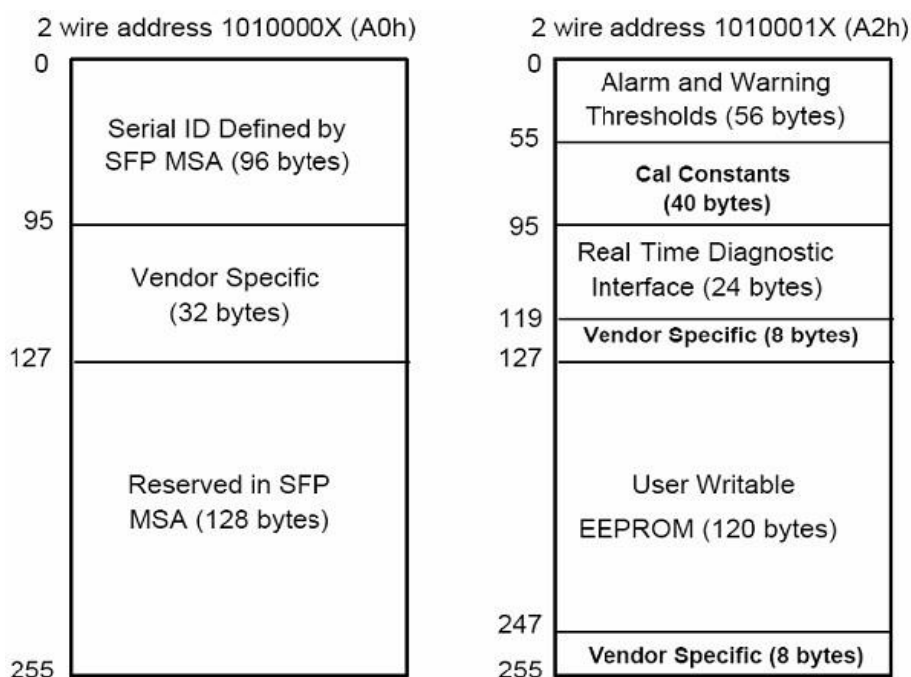 2 wire address 1010000X (A0h)
0
Serial ID Defined by
SFP MSA (96 bytes)
95
Vendor Specific
(32 bytes)
127
Reserved in SFP
MSA (128 bytes)
255
2 wire address 1010001X (A2h)
0
Alarm and Warning
Thresholds (56 bytes)
55
Cal Constants
(40 bytes)
95
Real Time Diagnostic
Interface (24 bytes)
119
Vendor Specific (8 bytes)
127
User Writable
EEPROM (120 bytes)
247
Vendor Specific (8 bytes)
255